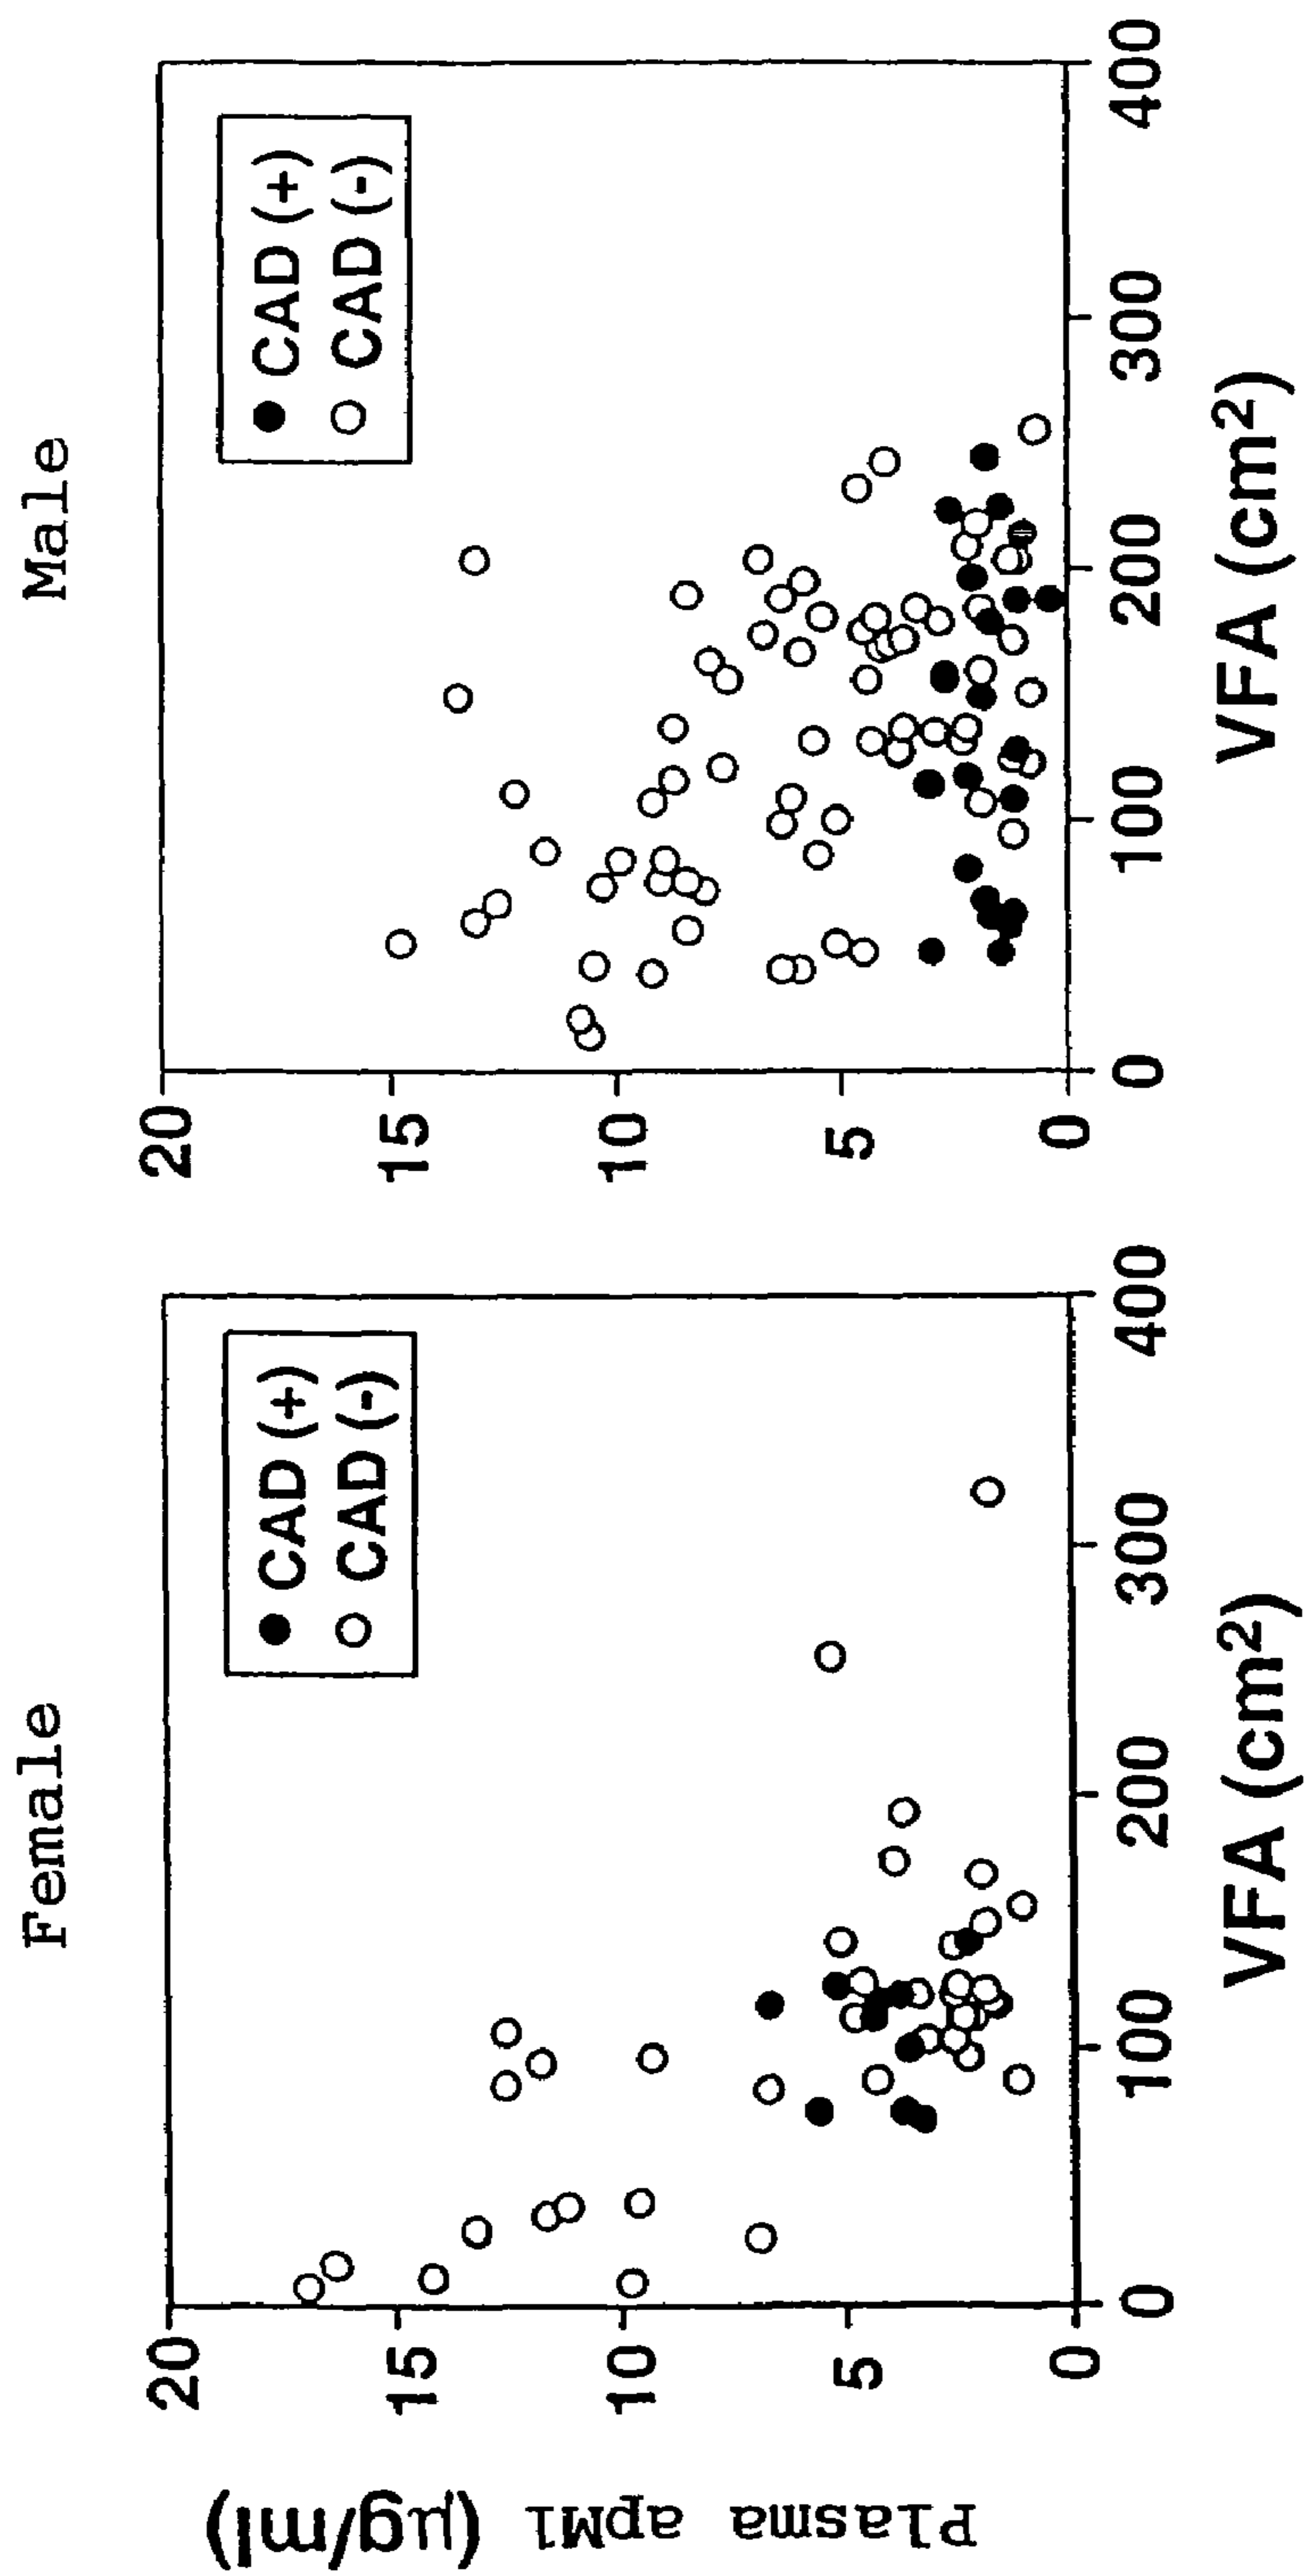 Female
Plasma apM1 (μg/ml)
20
15
10
5
0
● CAD (+)
○ CAD (-)
0 100 200 300 400
VFA (cm²)
Male
20
15
10
5
0
● CAD (+)
○ CAD (-)
0 100 200 300 400
VFA (cm²)